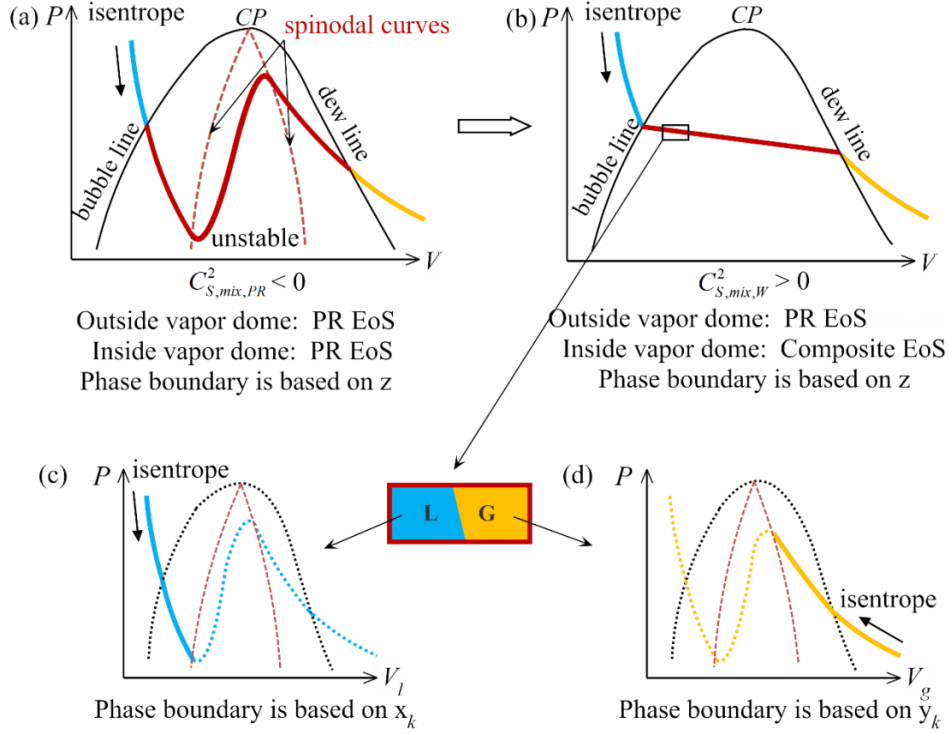 (a)
P
isentrope
CP
spinodal curves
bubble line
dew line
unstable
V
C²S,mix,PR < 0
Outside vapor dome: PR EoS
Inside vapor dome: PR EoS
Phase boundary is based on z
(b)
P
isentrope
CP
bubble line
dew line
V
C²S,mix,W > 0
Outside vapor dome: PR EoS
Inside vapor dome: Composite EoS
Phase boundary is based on z
(c)
P
isentrope
Vl
Phase boundary is based on xk
L
G
(d)
P
isentrope
Vg
Phase boundary is based on yk